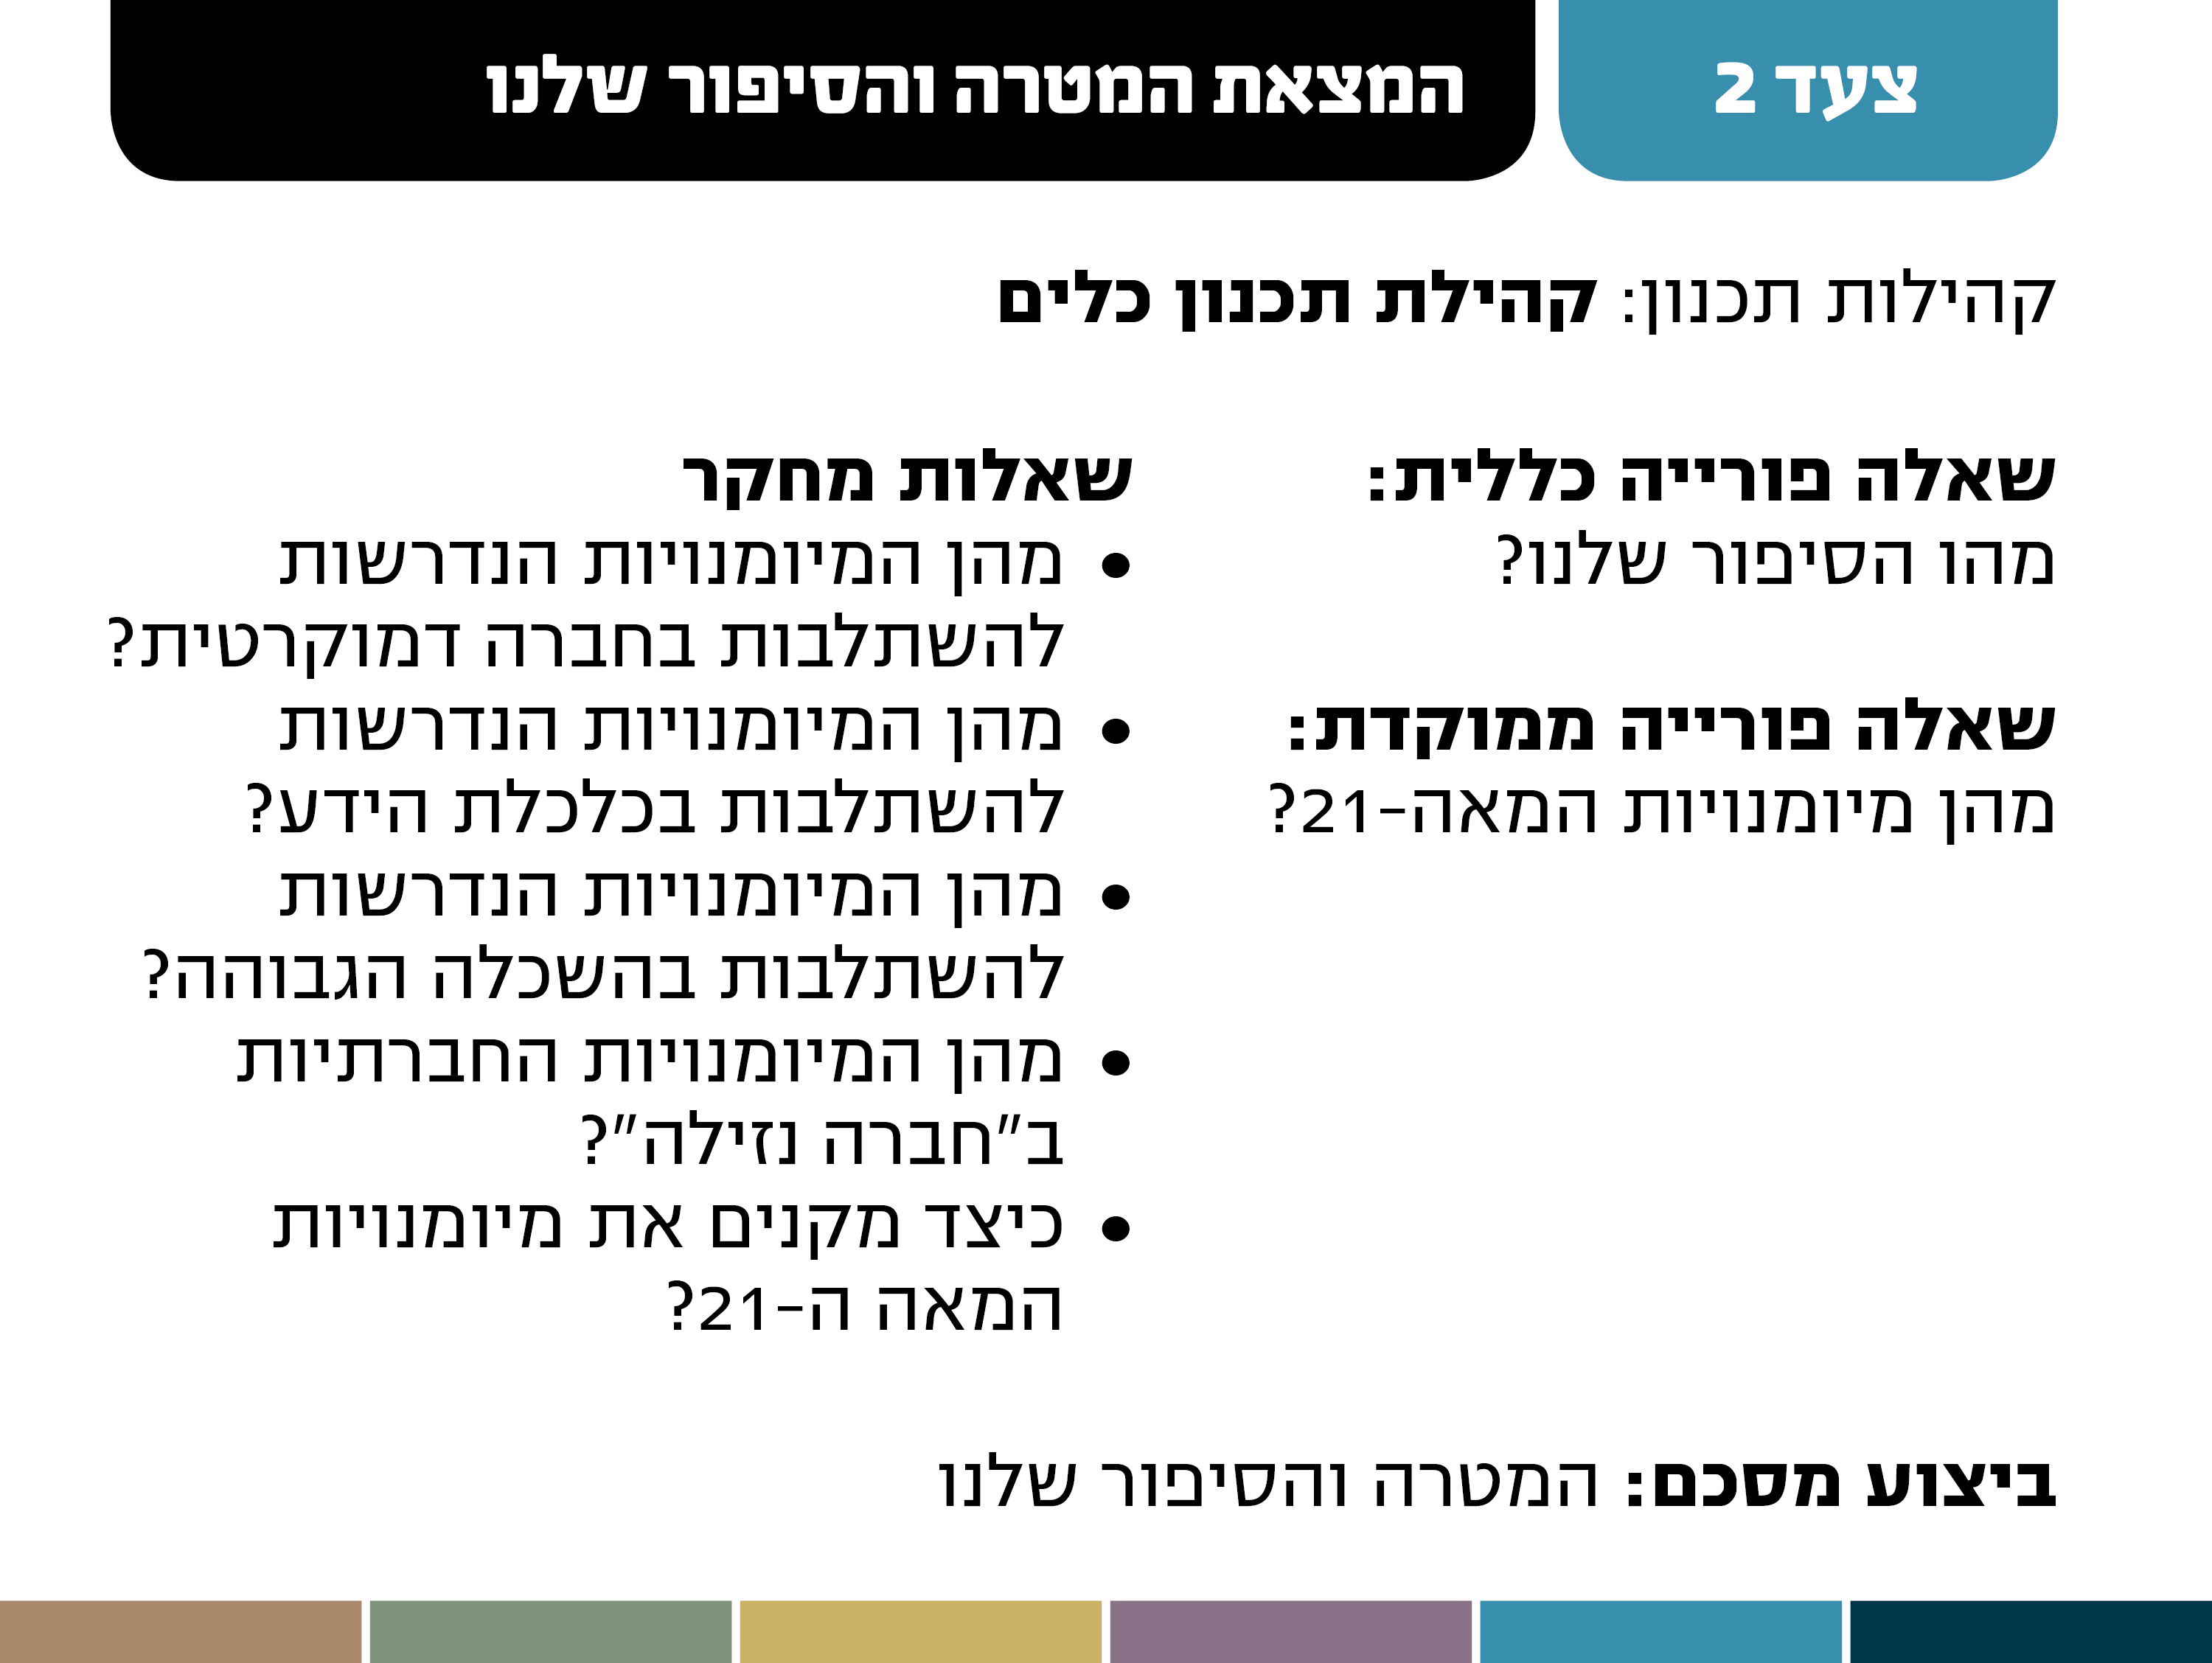 צעד 2
המצאת המטרה והסיפור שלנו
קהילות תכנון: קהילת תכנון כלים
שאלה פורייה כללית:
מהו הסיפור שלנו?
שאלה פורייה ממוקדת:
מהן מיומנויות המאה-21?
שאלות מחקר
• מהן המיומנויות הנדרשות
להשתלבות בחברה דמוקרטית?
• מהן המיומנויות הנדרשות
להשתלבות בכלכלת הידע?
• מהן המיומנויות הנדרשות
להשתלבות בהשכלה הגבוהה?
• מהן המיומנויות החברתיות
ב"חברה נזילה"?
• כיצד מקנים את מיומנויות
המאה ה-21?
ביצוע מסכם: המטרה והסיפור שלנו